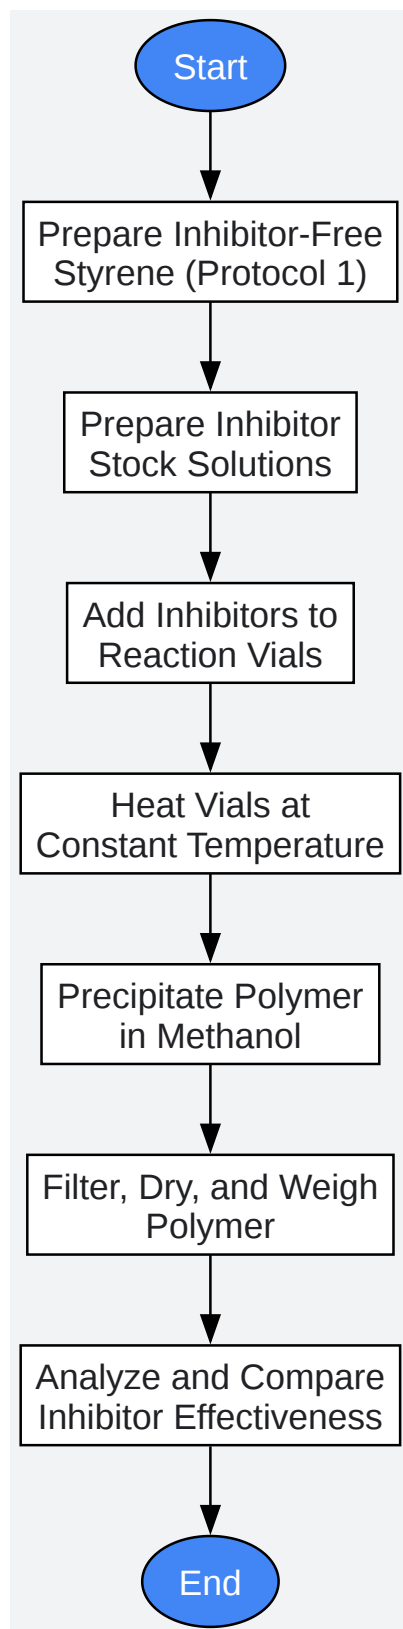 Start
Prepare Inhibitor-Free
Styrene (Protocol 1)
Prepare Inhibitor
Stock Solutions
Add Inhibitors to
Reaction Vials
Heat Vials at
Constant Temperature
Precipitate Polymer
in Methanol
Filter, Dry, and Weigh
Polymer
Analyze and Compare
Inhibitor Effectiveness
End